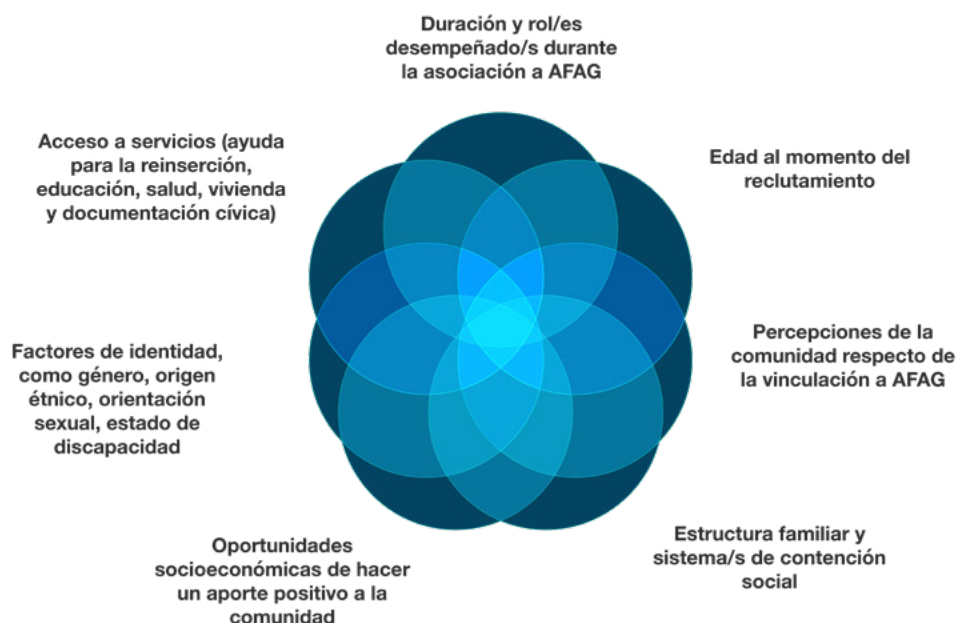 Duración y rol/es
desempeñado/s durante
la asociación a AFAG
Edad al momento del
reclutamiento
Percepciones de la
comunidad respecto de
la vinculación a AFAG
Estructura familiar y
sistema/s de contención
social
Oportunidades
socioeconómicas de hacer
un aporte positivo a la
comunidad
Factores de identidad,
como género, origen
étnico, orientación
sexual, estado de
discapacidad
Acceso a servicios (ayuda
para la reinserción,
educación, salud, vivienda
y documentación cívica)